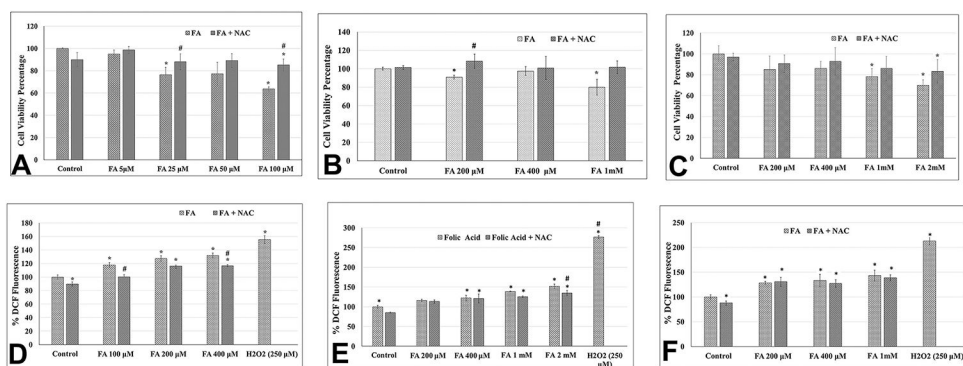 FA FA + NAC
Cell Viability Percentage
120
100
80
60
40
20
0
* # * # *
Control FA 5µM FA 25 µM FA 50 µM FA 100 µM
A
FA FA + NAC
Cell Viability Percentage
140
120
100
80
60
40
20
0
* # *
Control FA 200 µM FA 400 µM FA 1mM
B
FA FA + NAC
Cell Viability Percentage
120
100
80
60
40
20
0
* * *
Control FA 200 µM FA 400 µM FA 1mM FA 2mM
C
FA FA + NAC
% DCF Fluorescence
180
160
140
120
100
80
60
40
20
0
* * # * * * # * *
Control FA 100 µM FA 200 µM FA 400 µM H2O2 (250 µM)
D
Folic Acid Folic Acid + NAC
% DCF Fluorescence
300
250
200
150
100
50
0
* * * * * * # * # *
Control FA 200 µM FA 400 µM FA 1 mM FA 2 mM H2O2 (250
µM)
E
FA FA + NAC
% DCF Fluorescence
250
200
150
100
50
0
* * * * * * * *
Control FA 200 µM FA 400 µM FA 1mM H2O2 (250 µM)
F